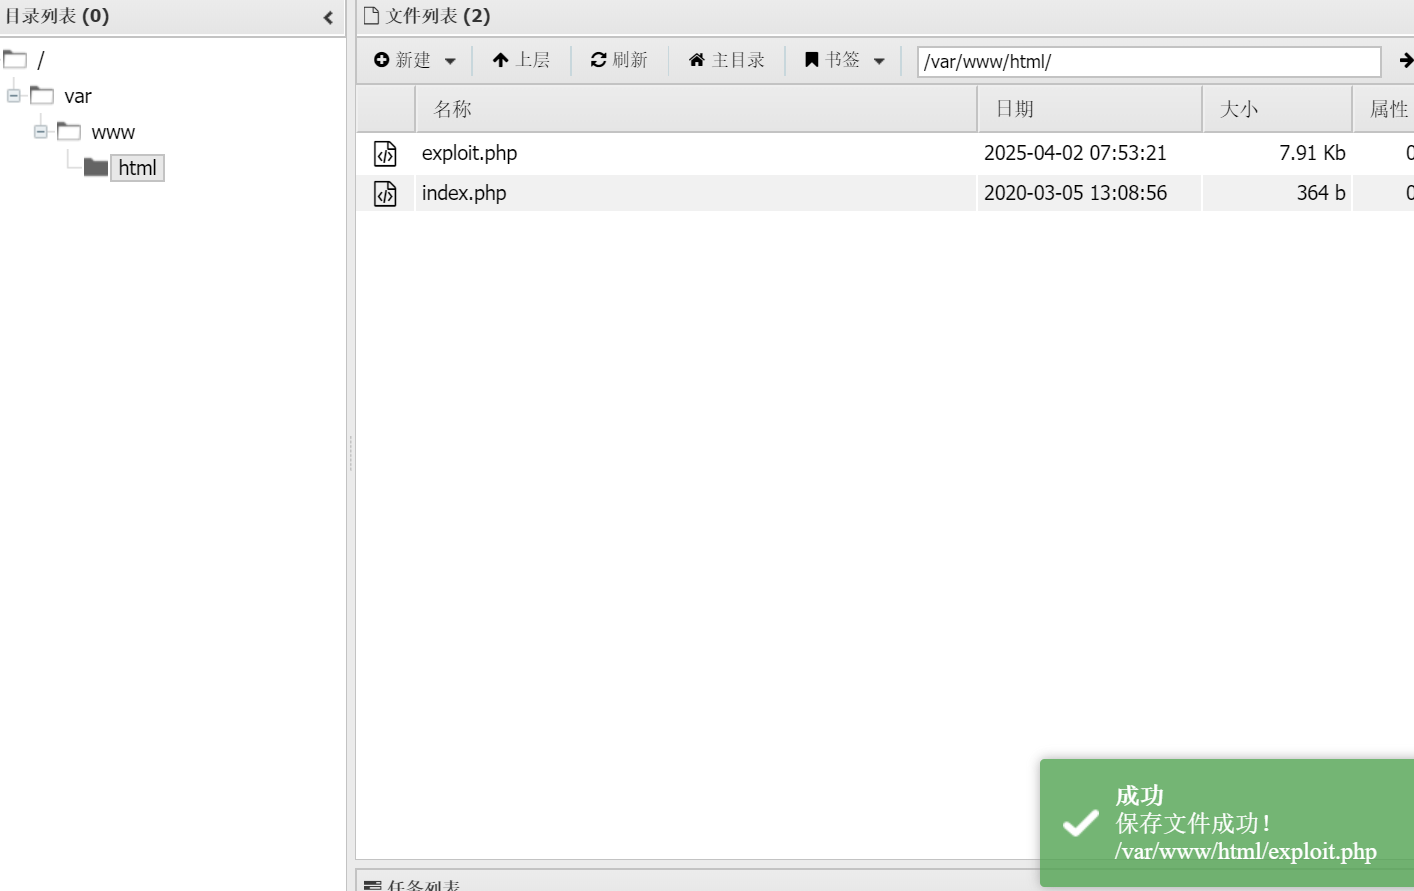 目录列表 (0)
文件列表 (2)
新建
上层
刷新
主目录
书签
/var/www/html/
/
var
www
html
名称 日期 大小 属性
exploit.php 2025-04-02 07:53:21 7.91 Kb 0
index.php 2020-03-05 13:08:56 364 b 0
成功
保存文件成功!
/var/www/html/exploit.php
任务列表